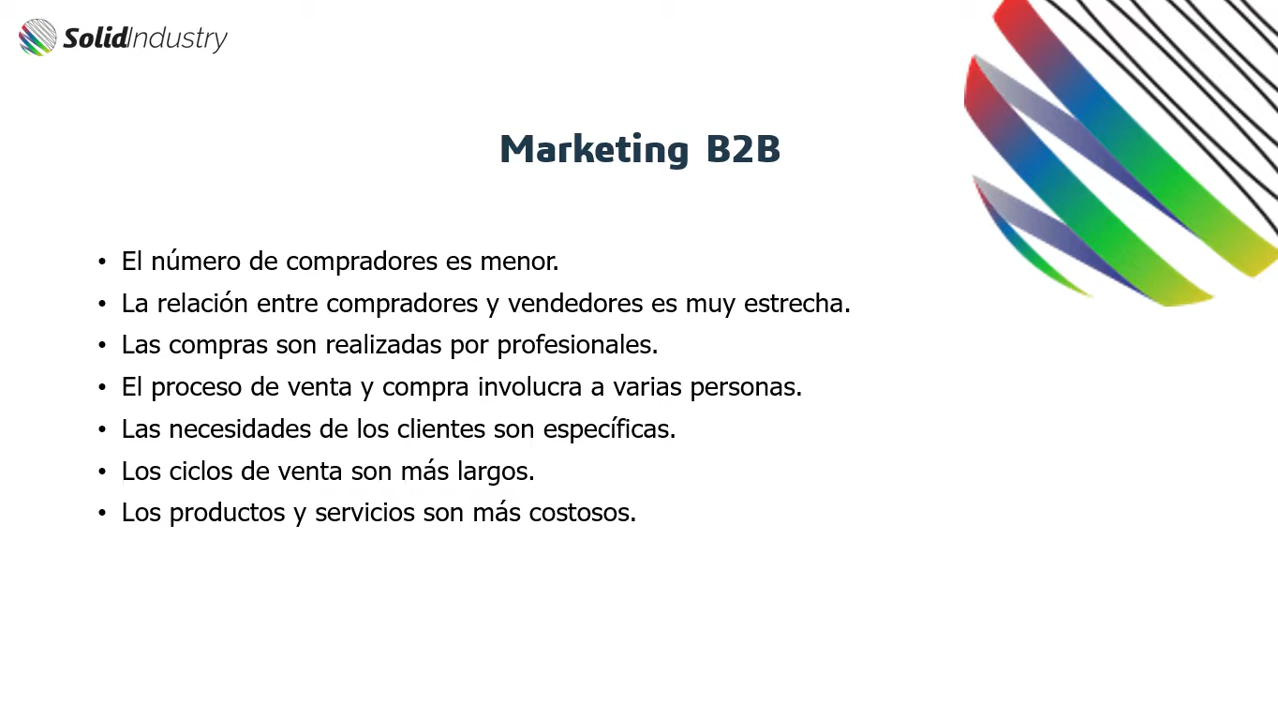 SolidIndustry
Marketing B2B
• El número de compradores es menor.
• La relación entre compradores y vendedores es muy estrecha.
• Las compras son realizadas por profesionales.
• El proceso de venta y compra involucra a varias personas.
• Las necesidades de los clientes son específicas.
• Los ciclos de venta son más largos.
• Los productos y servicios son más costosos.